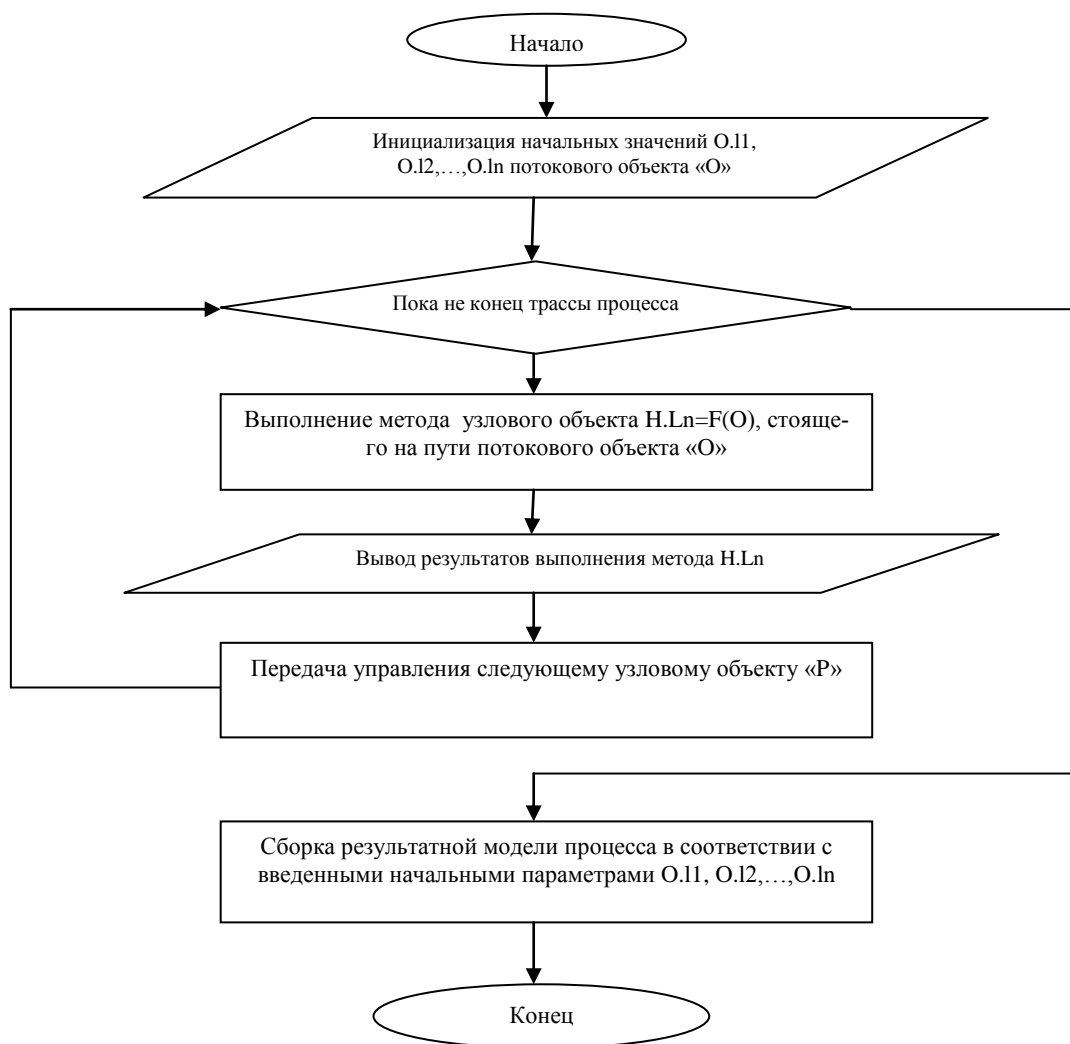 Начало
Инициализация начальных значений O.l1,
O.l2,…,O.ln потокового объекта «О»
Пока не конец трассы процесса
Выполнение метода узлового объекта H.Ln=F(O), стояще-
го на пути потокового объекта «О»
Вывод результатов выполнения метода H.Ln
Передача управления следующему узловому объекту «Р»
Сборка результатной модели процесса в соответствии с
введенными начальными параметрами O.l1, O.l2,…,O.ln
Конец